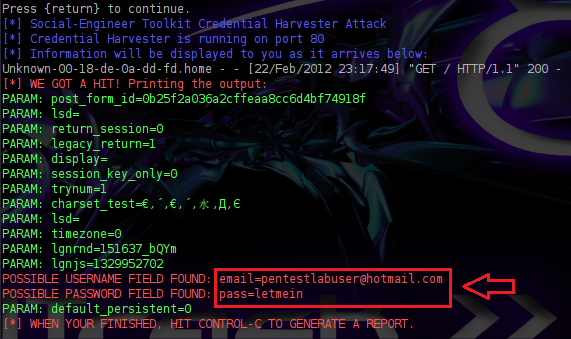 Press {return} to continue.
[*] Social-Engineer Toolkit Credential Harvester Attack
[*] Credential Harvester is running on port 80
[*] Information will be displayed to you as it arrives below:
Unknown-00-18-de-0a-dd-fd.home - - [22/Feb/2012 23:17:49] "GET / HTTP/1.1" 200 -
[*] WE GOT A HIT! Printing the output:
PARAM: post_form_id=0b25f2a036a2cffeaa8cc6d4bf74918f
PARAM: lsd=
PARAM: return_session=0
PARAM: legacy_return=1
PARAM: display=
PARAM: session_key_only=0
PARAM: trynum=1
PARAM: charset_test=€,´,€,´,水,Д,Є
PARAM: lsd=
PARAM: timezone=0
PARAM: lgnrnd=151637_bQYm
PARAM: lgnjs=1329952702
POSSIBLE USERNAME FIELD FOUND: email=pentestlabuser@hotmail.com
POSSIBLE PASSWORD FIELD FOUND: pass=letmein
PARAM: default_persistent=0
[*] WHEN YOUR FINISHED, HIT CONTROL-C TO GENERATE A REPORT.